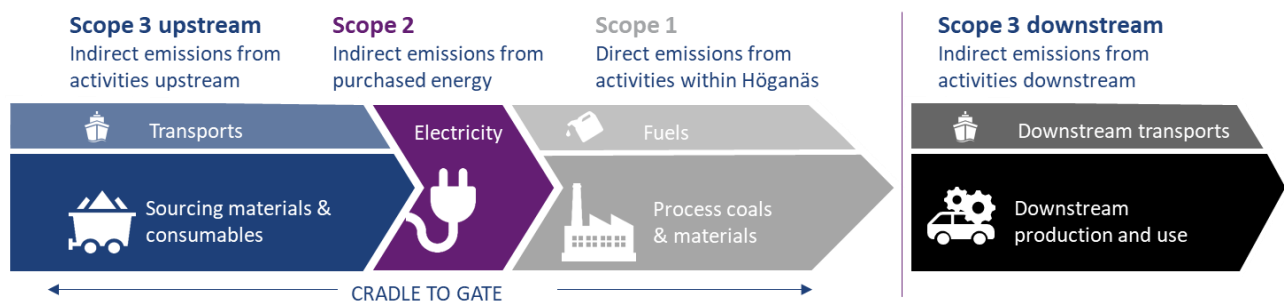 Scope 3 upstream
Indirect emissions from
activities upstream
Scope 2
Indirect emissions from
purchased energy
Scope 1
Direct emissions from
activities within Höganäs
Scope 3 downstream
Indirect emissions from
activities downstream
Transports
Electricity
Fuels
Downstream transports
Sourcing materials &
consumables
Process coals
& materials
Downstream
production and use
CRADLE TO GATE